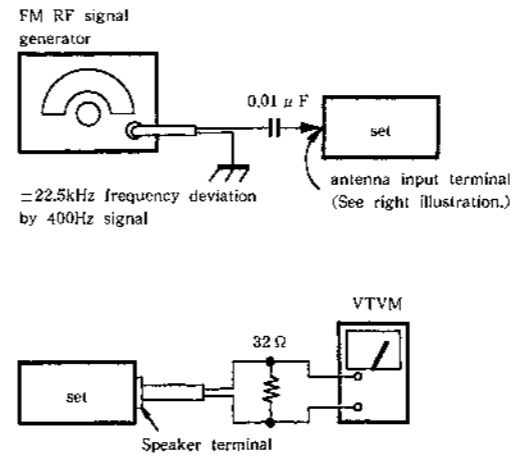 FM RF signal
generator
0.01 μ F
set
±22.5kHz frequency deviation
by 400Hz signal
antenna input terminal
(See right illustration.)
VTVM
32 Ω
set
Speaker terminal